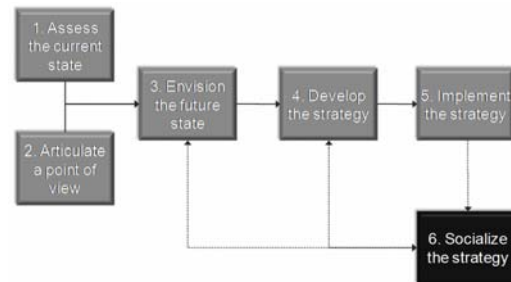 1. Assess
the current
state
2. Articulate
a point of
view
3. Envision
the future
state
4. Develop
the strategy
5. Implement
the strategy
6. Socialize
the strategy